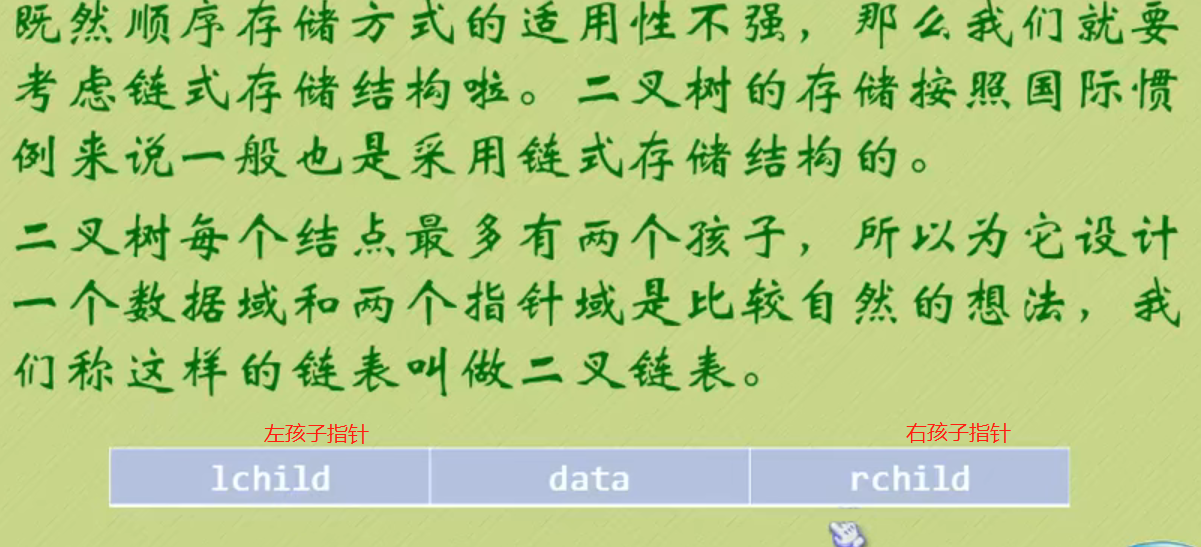 既然顺序存储方式的适用性不强，那么我们就要
考虑链式存储结构啦。二叉树的存储按照国际惯
例来说一般也是采用链式存储结构的。
二叉树每个结点最多有两个孩子，所以为它设计
一个数据域和两个指针域是比较自然的想法，我
们称这样的链表叫做二叉链表。
左孩子指针 右孩子指针
lchild data rchild